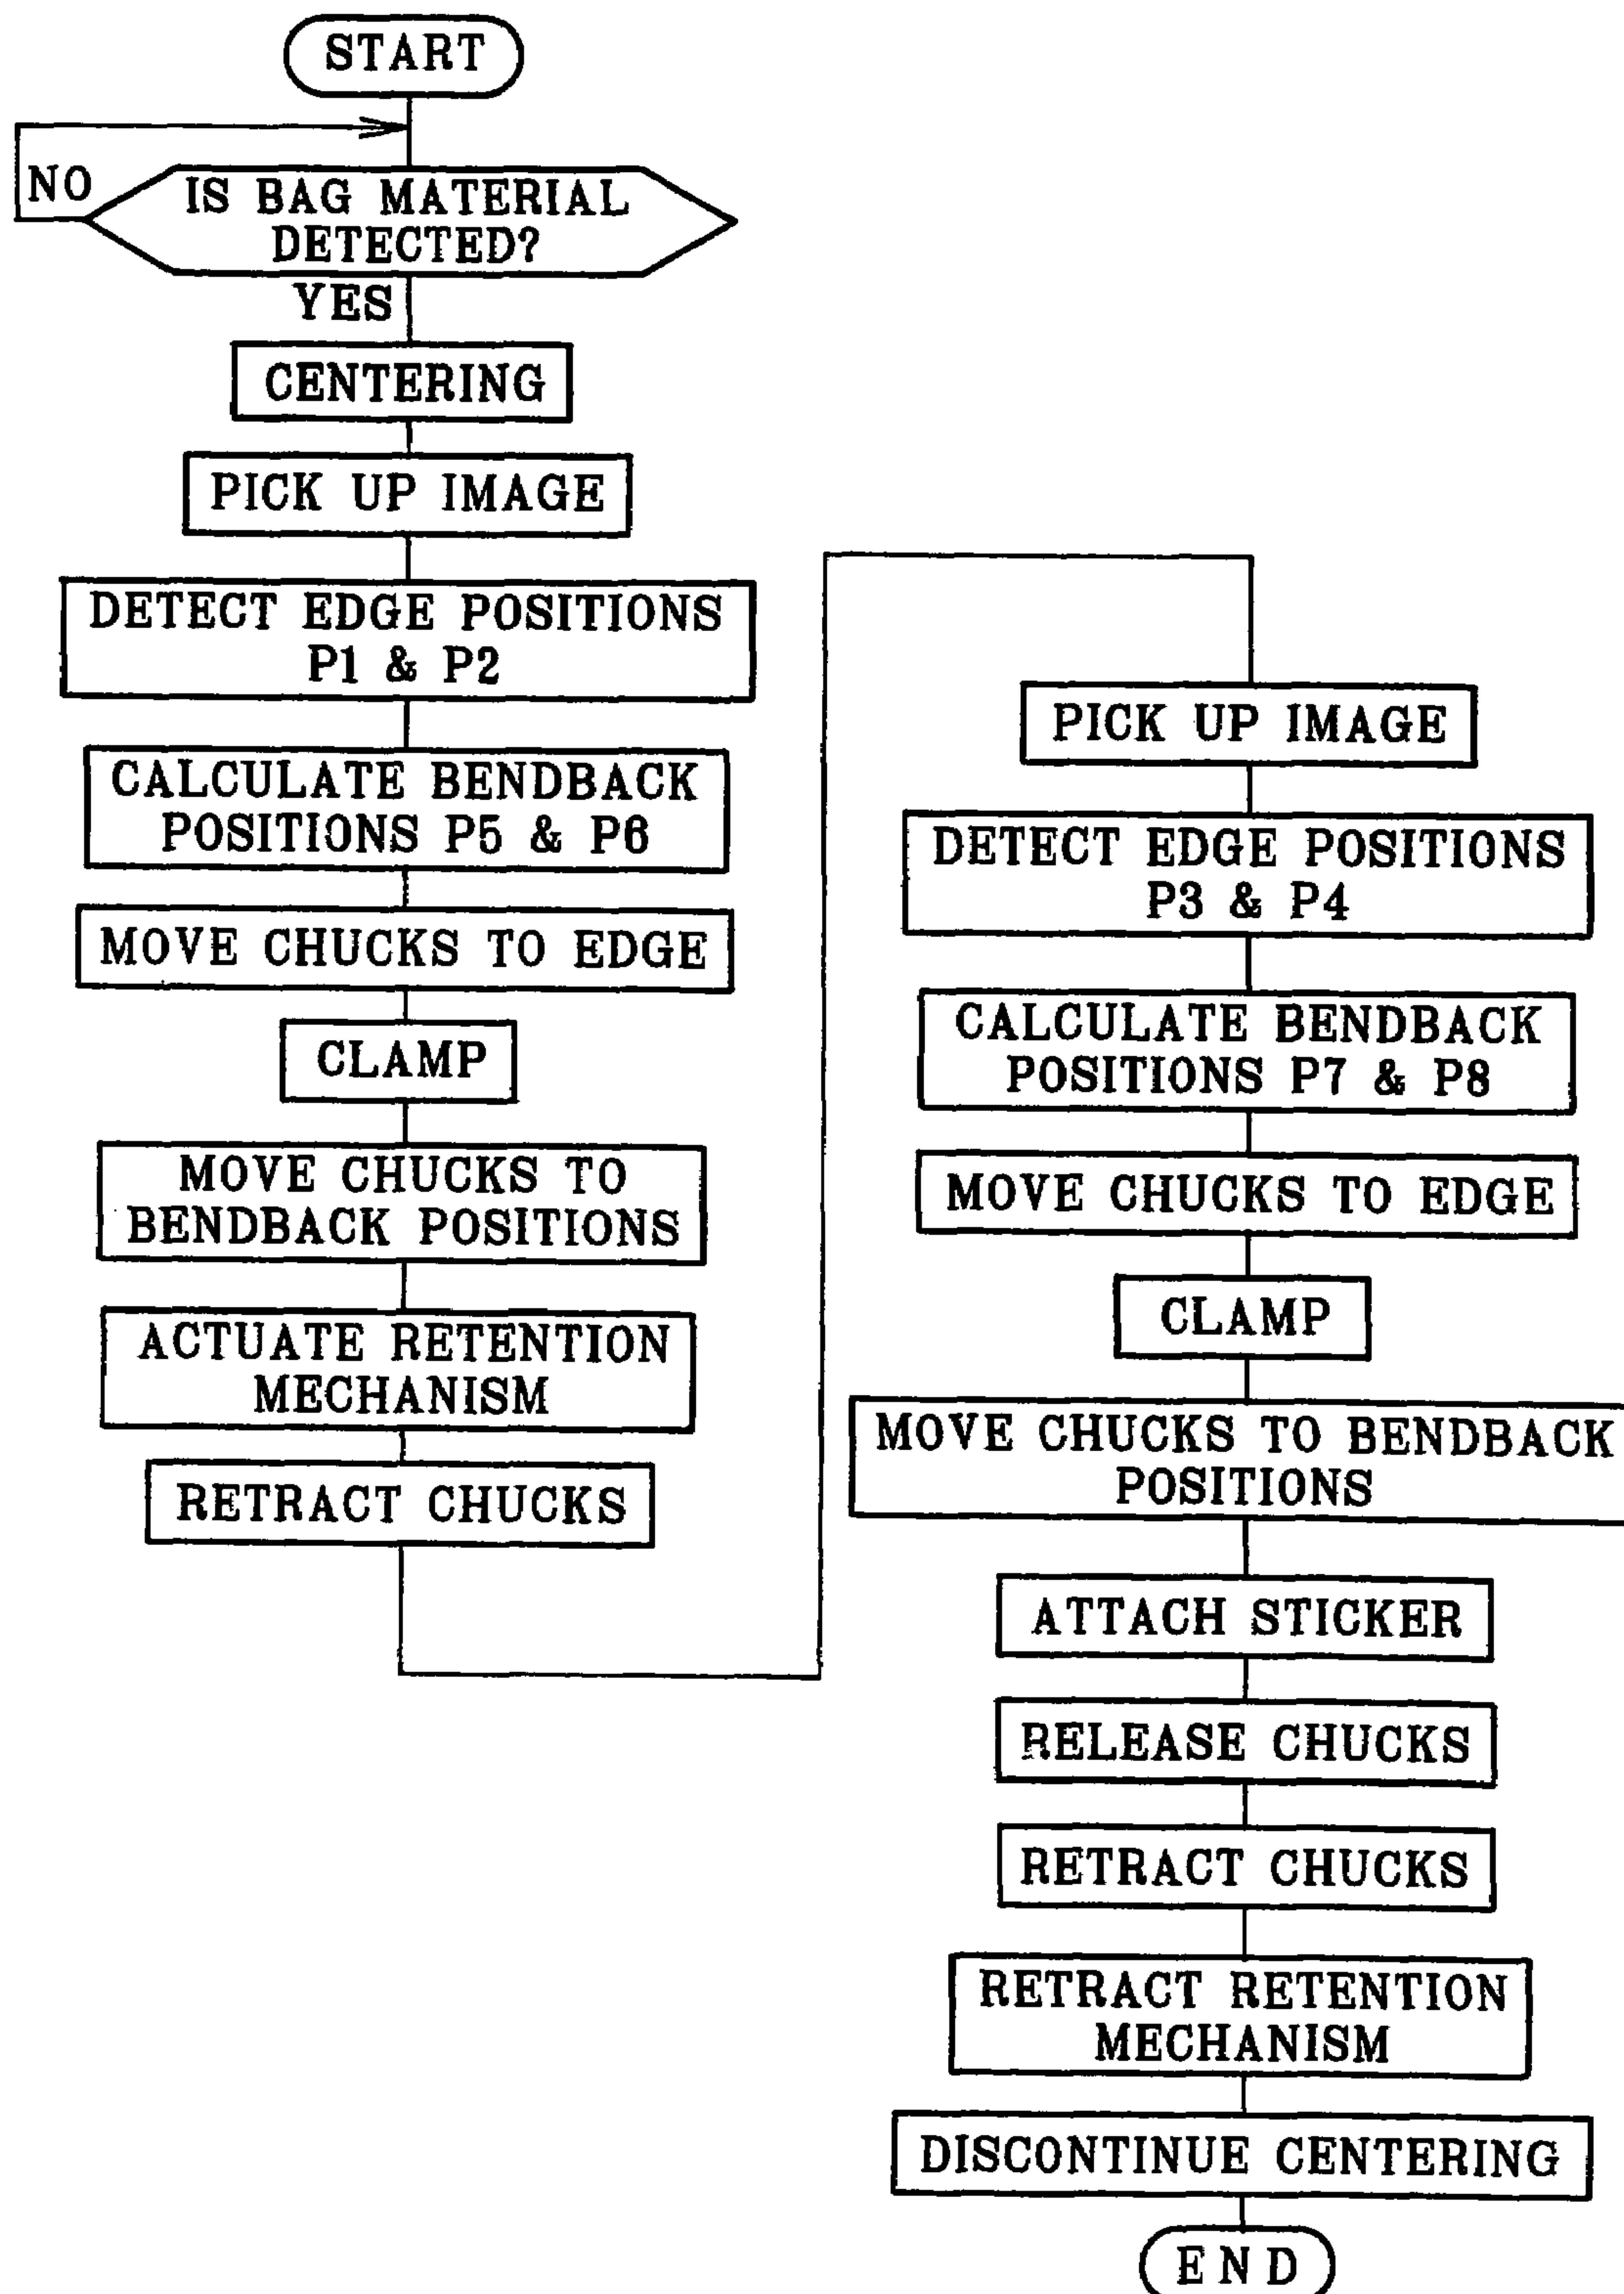 START
NO
IS BAG MATERIAL
DETECTED?
YES
CENTERING
PICK UP IMAGE
DETECT EDGE POSITIONS
P1 & P2
CALCULATE BENDBACK
POSITIONS P5 & P6
MOVE CHUCKS TO EDGE
CLAMP
MOVE CHUCKS TO
BENDBACK POSITIONS
ACTUATE RETENTION
MECHANISM
RETRACT CHUCKS
PICK UP IMAGE
DETECT EDGE POSITIONS
P3 & P4
CALCULATE BENDBACK
POSITIONS P7 & P8
MOVE CHUCKS TO EDGE
CLAMP
MOVE CHUCKS TO BENDBACK
POSITIONS
ATTACH STICKER
RELEASE CHUCKS
RETRACT CHUCKS
RETRACT RETENTION
MECHANISM
DISCONTINUE CENTERING
END